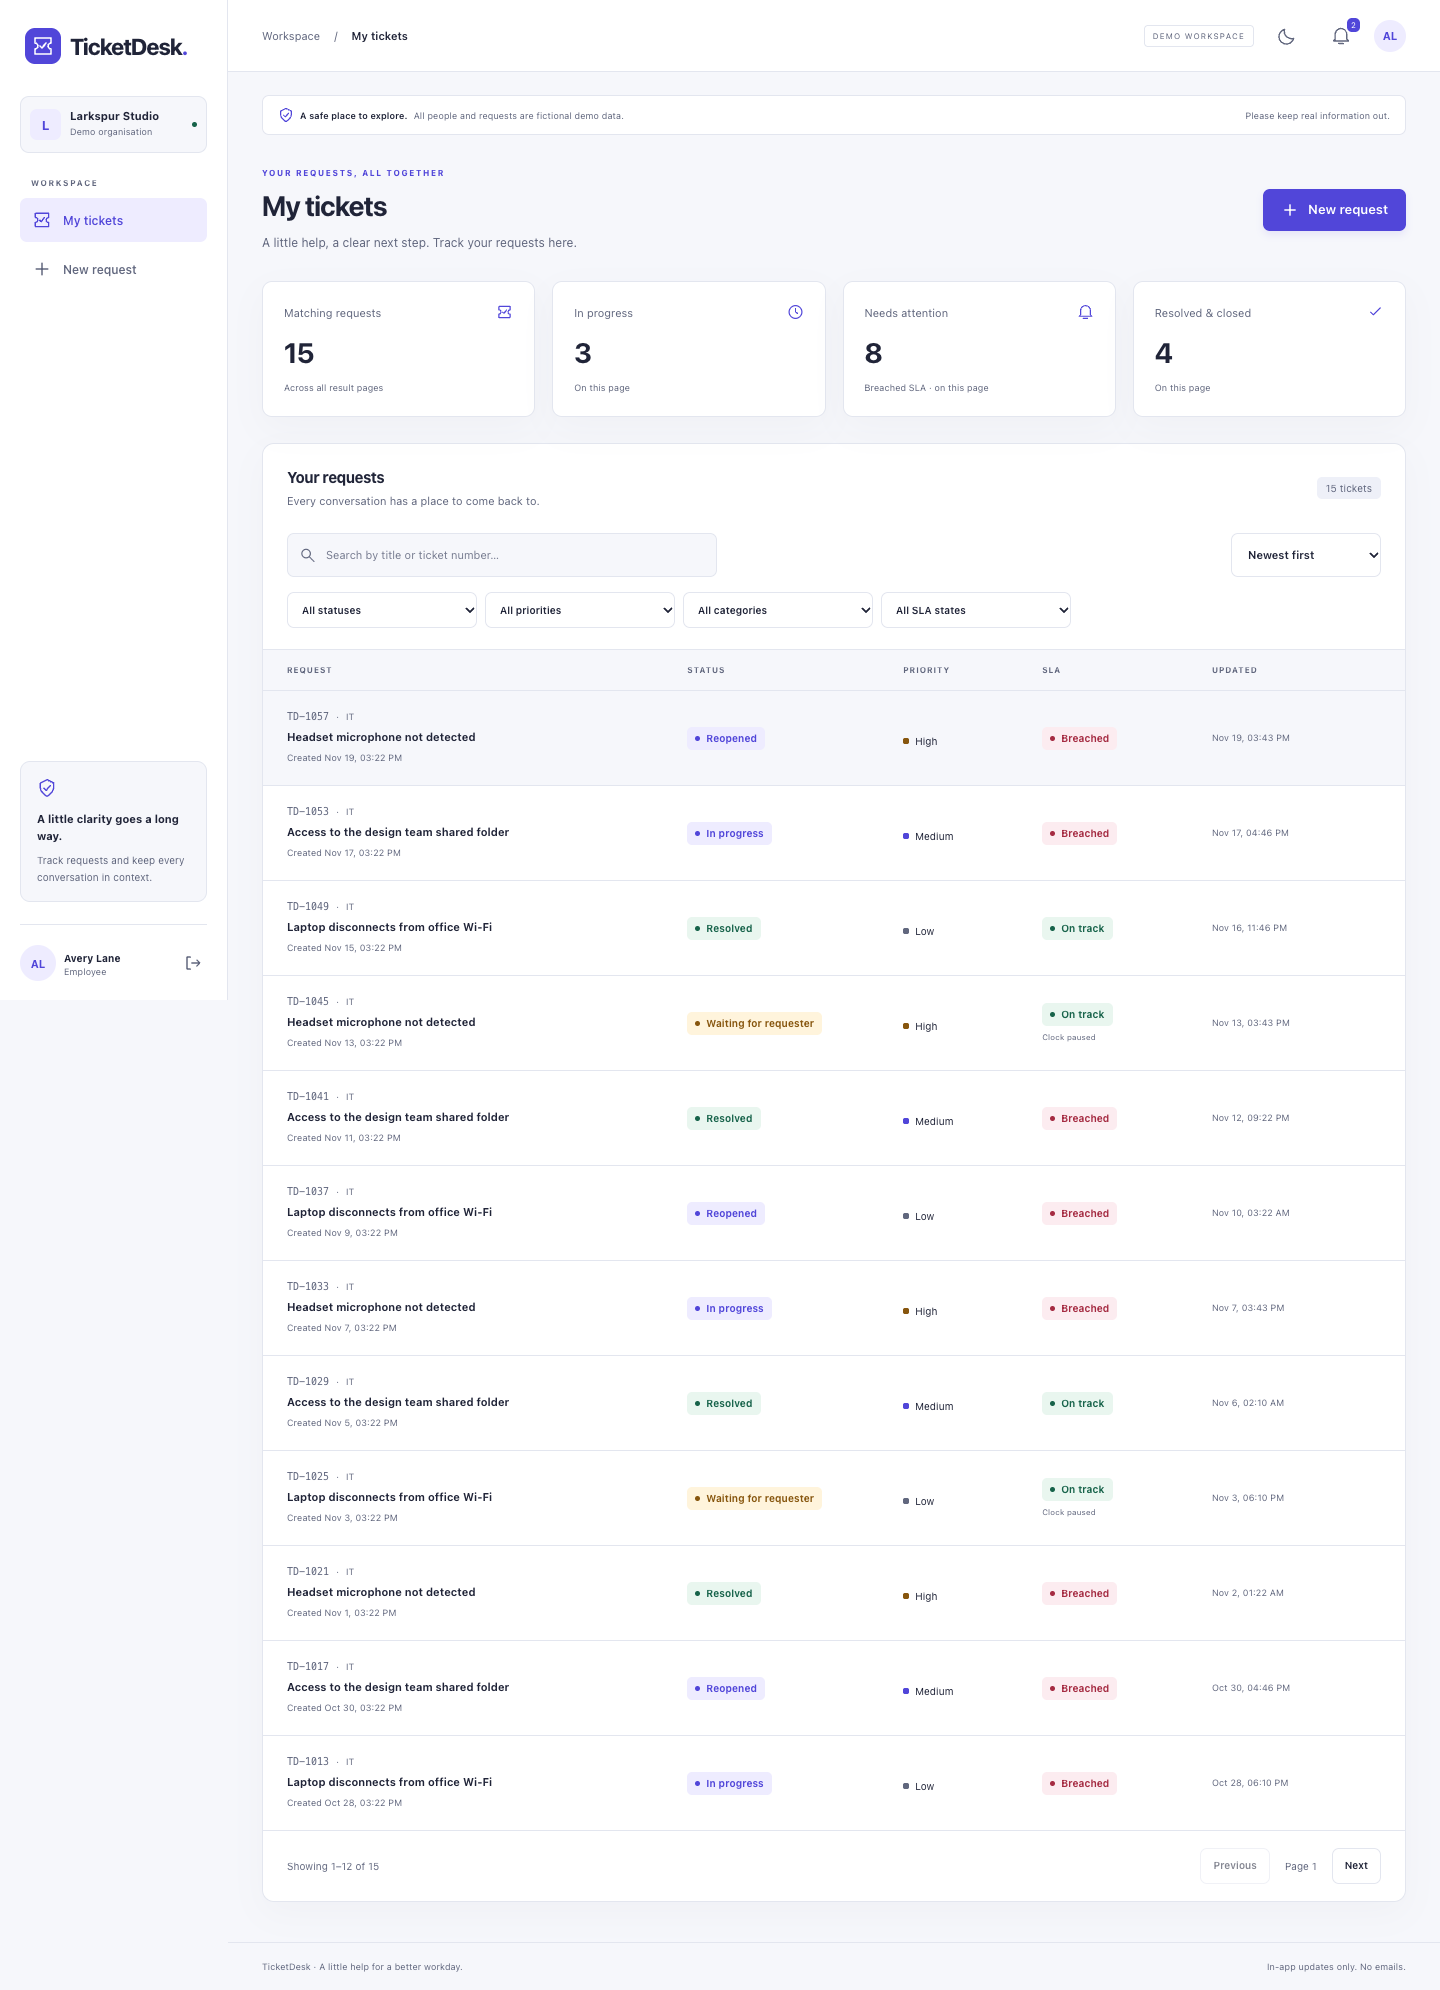 TicketDesk.
L
Larkspur Studio
Demo organisation
WORKSPACE
My tickets
New request
A little clarity goes a long
way.
Track requests and keep every
conversation in context.
AL
Avery Lane
Employee
Workspace / My tickets
DEMO WORKSPACE
2
AL
A safe place to explore. All people and requests are fictional demo data.
Please keep real information out.
YOUR REQUESTS, ALL TOGETHER
My tickets
A little help, a clear next step. Track your requests here.
New request
Matching requests
15
Across all result pages
In progress
3
On this page
Needs attention
8
Breached SLA · on this page
Resolved & closed
4
On this page
Your requests
Every conversation has a place to come back to.
15 tickets
Search by title or ticket number...
Newest first
All statuses
All priorities
All categories
All SLA states
REQUEST STATUS PRIORITY SLA UPDATED
TD-1057 · IT
Headset microphone not detected
Created Nov 19, 03:22 PM
Reopened
High
Breached
Nov 19, 03:43 PM
TD-1053 · IT
Access to the design team shared folder
Created Nov 17, 03:22 PM
In progress
Medium
Breached
Nov 17, 04:46 PM
TD-1049 · IT
Laptop disconnects from office Wi-Fi
Created Nov 15, 03:22 PM
Resolved
Low
On track
Nov 16, 11:46 PM
TD-1045 · IT
Headset microphone not detected
Created Nov 13, 03:22 PM
Waiting for requester
High
On track
Clock paused
Nov 13, 03:43 PM
TD-1041 · IT
Access to the design team shared folder
Created Nov 11, 03:22 PM
Resolved
Medium
Breached
Nov 12, 09:22 PM
TD-1037 · IT
Laptop disconnects from office Wi-Fi
Created Nov 9, 03:22 PM
Reopened
Low
Breached
Nov 10, 03:22 AM
TD-1033 · IT
Headset microphone not detected
Created Nov 7, 03:22 PM
In progress
High
Breached
Nov 7, 03:43 PM
TD-1029 · IT
Access to the design team shared folder
Created Nov 5, 03:22 PM
Resolved
Medium
On track
Nov 6, 02:10 AM
TD-1025 · IT
Laptop disconnects from office Wi-Fi
Created Nov 3, 03:22 PM
Waiting for requester
Low
On track
Clock paused
Nov 3, 06:10 PM
TD-1021 · IT
Headset microphone not detected
Created Nov 1, 03:22 PM
Resolved
High
Breached
Nov 2, 01:22 AM
TD-1017 · IT
Access to the design team shared folder
Created Oct 30, 03:22 PM
Reopened
Medium
Breached
Oct 30, 04:46 PM
TD-1013 · IT
Laptop disconnects from office Wi-Fi
Created Oct 28, 03:22 PM
In progress
Low
Breached
Oct 28, 06:10 PM
Showing 1–12 of 15
Previous
Page 1
Next
TicketDesk · A little help for a better workday.
In-app updates only. No emails.